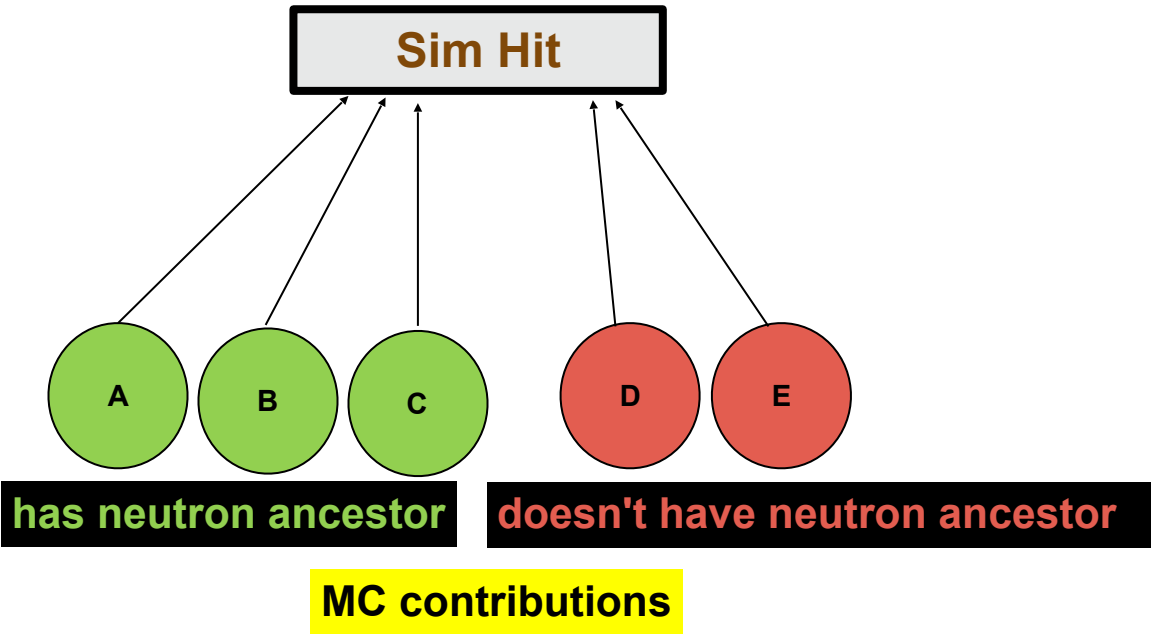 Sim Hit
A
B
C
D
E
has neutron ancestor
doesn't have neutron ancestor
MC contributions